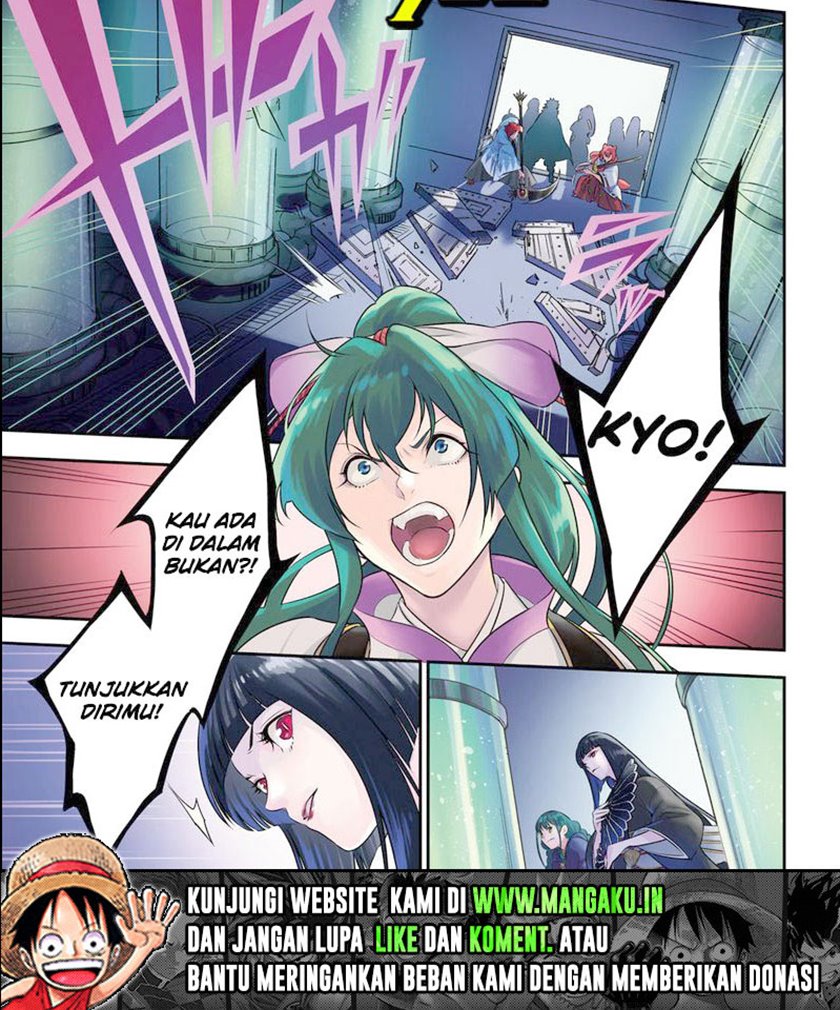 KYO!
KAU ADA
DI DALAM
BUKAN?!
TUNJUKKAN
DIRIMU!
KUNJUNGI WEBSITE KAMI DI WWW.MANGAKU.IN
DAN JANGAN LUPA LIKE DAN KOMENT. ATAU
BANTU MERINGANKAN BEBAN KAMI DENGAN MEMBERIKAN DONASI